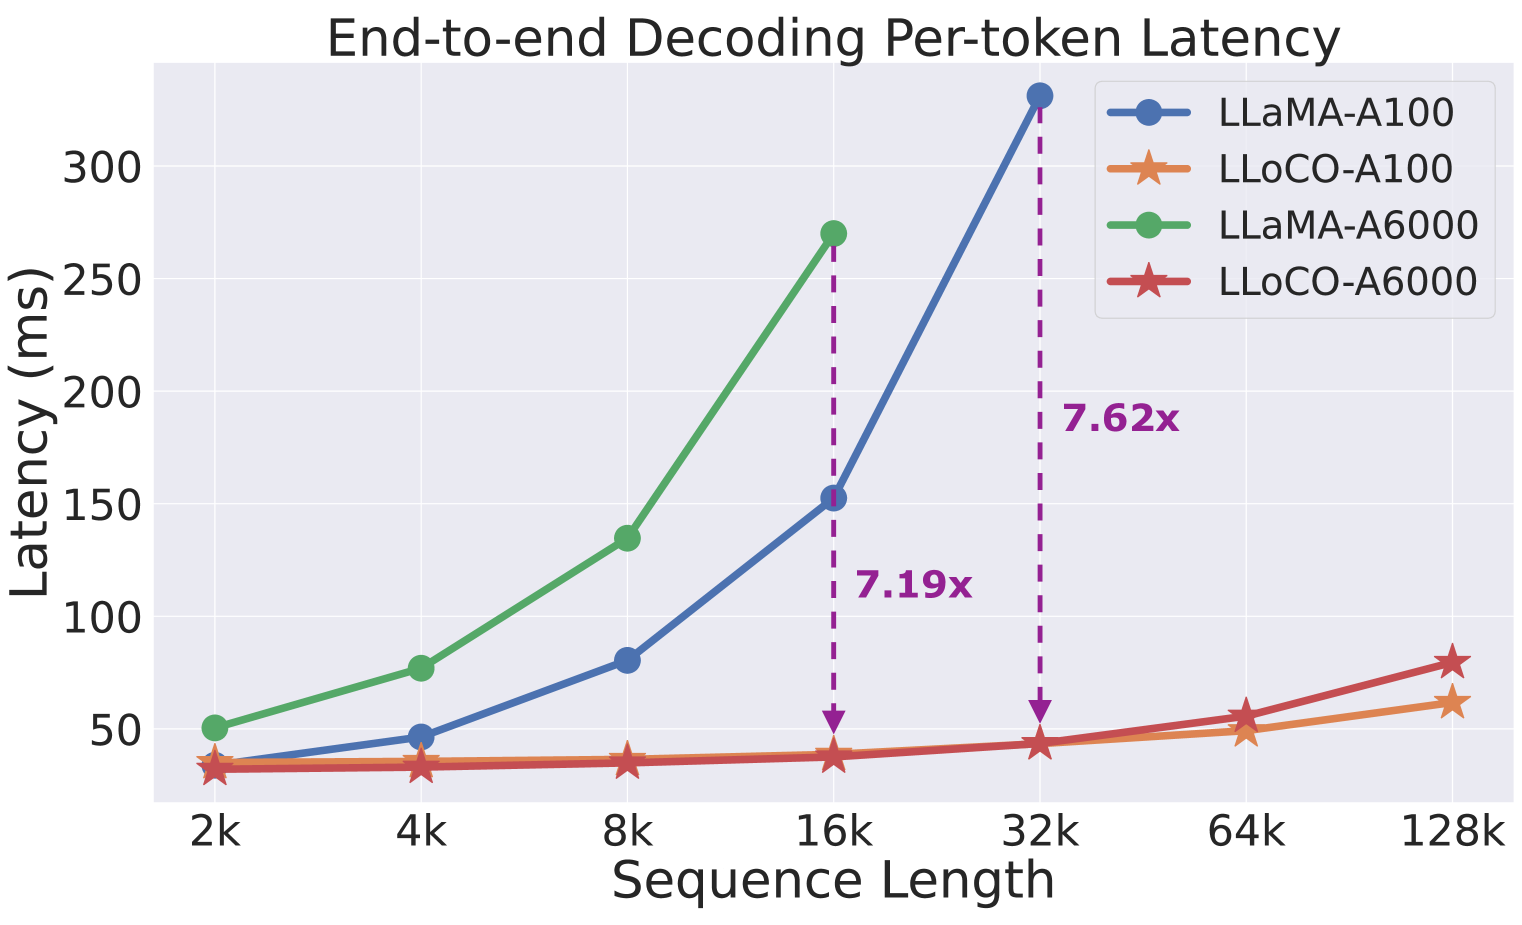 End-to-end Decoding Per-token Latency
LLaMA-A100
LLoCO-A100
LLaMA-A6000
LLoCO-A6000
Latency (ms)
300
250
200
150
100
50
7.62x
7.19x
2k 4k 8k 16k 32k 64k 128k
Sequence Length